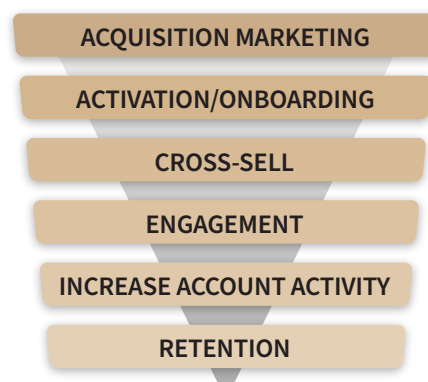 ACQUISITION MARKETING
ACTIVATION/ONBOARDING
CROSS-SELL
ENGAGEMENT
INCREASE ACCOUNT ACTIVITY
RETENTION